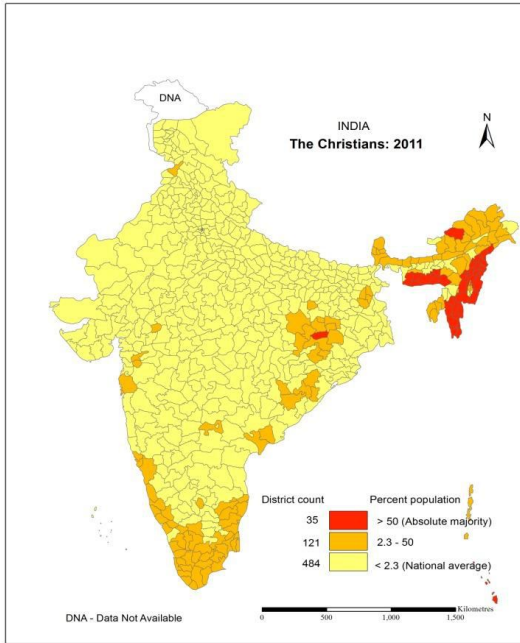 DNA
INDIA
The Christians: 2011
N
District count Percent population
35 > 50 (Absolute majority)
121 2.3 - 50
484 < 2.3 (National average)
DNA - Data Not Available
0 500 1,000 1,500 Kilometres